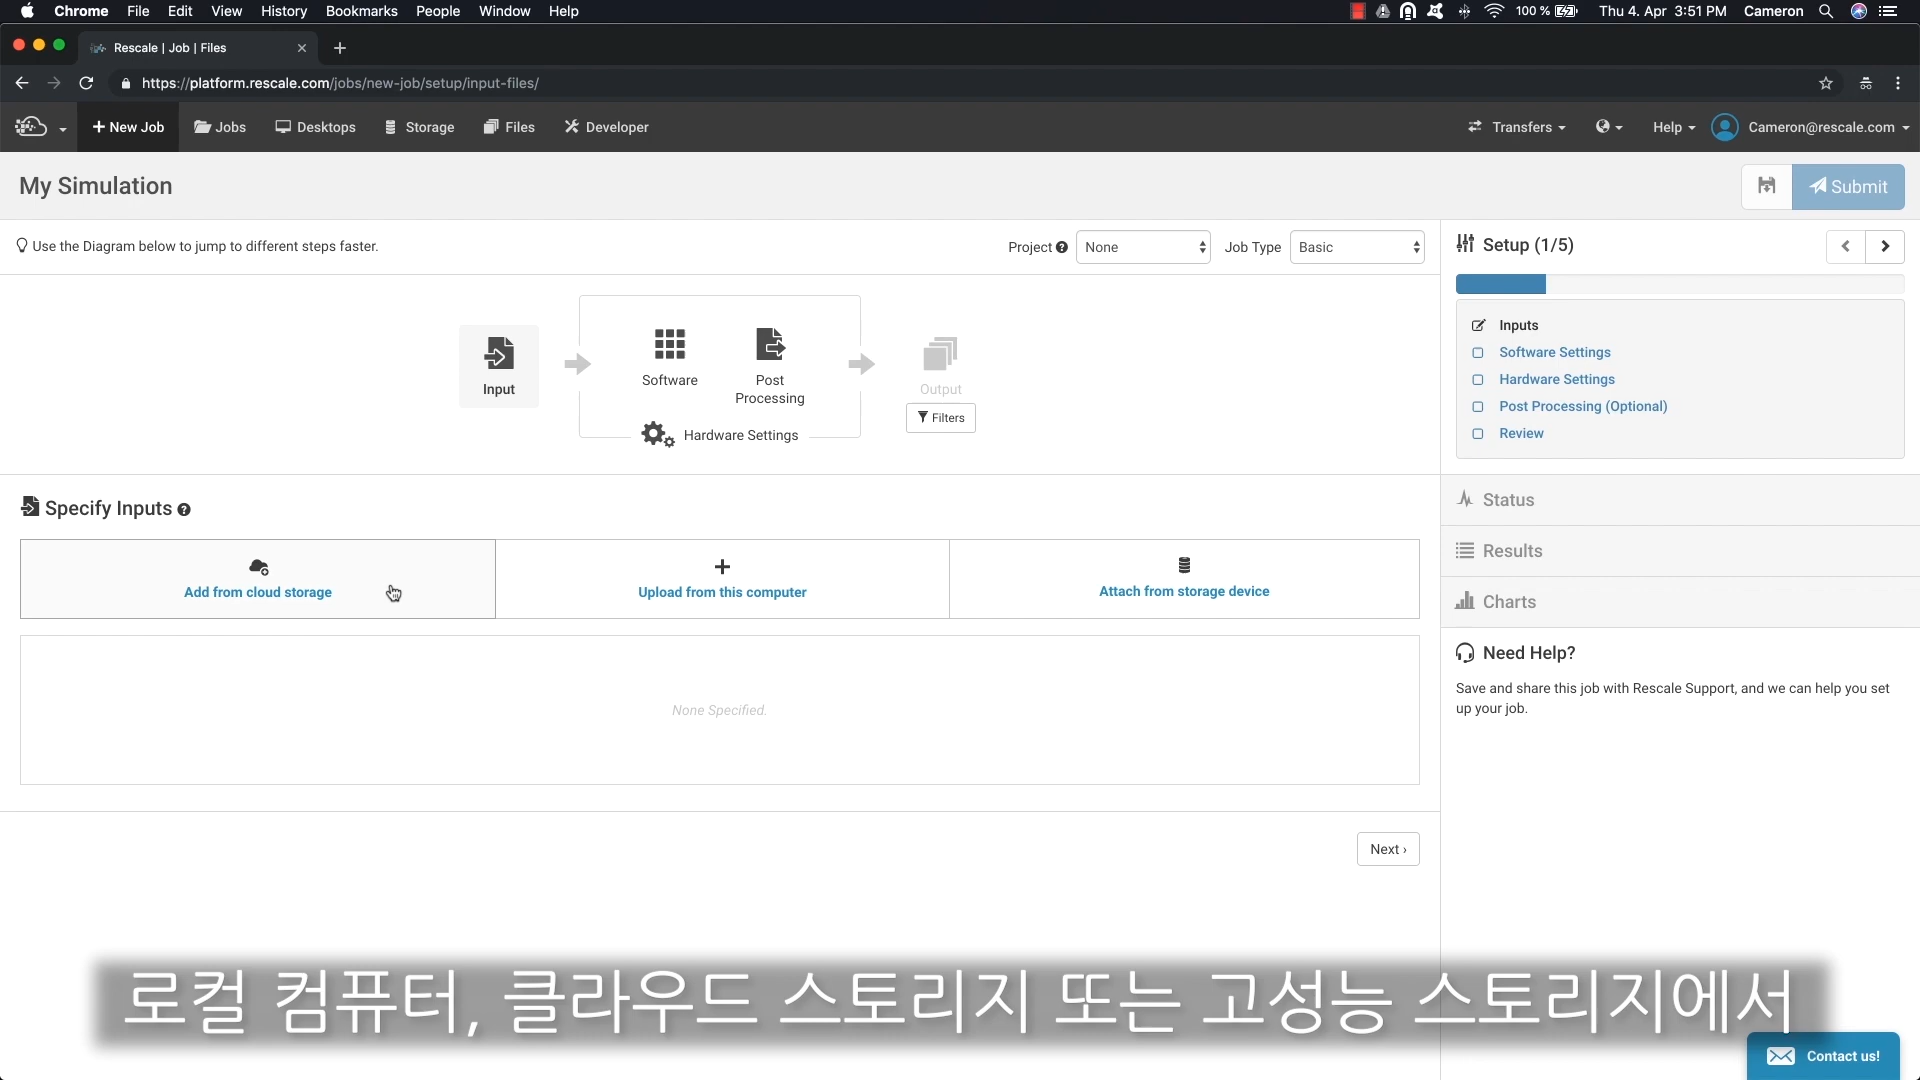 Chrome File Edit View History Bookmarks People Window Help 100 % Thu 4. Apr 3:51 PM Cameron
Rescale | Job | Files
https://platform.rescale.com/jobs/new-job/setup/input-files/
New Job Jobs Desktops Storage Files Developer Transfers Help Cameron@rescale.com
My Simulation
Submit
Use the Diagram below to jump to different steps faster.
Project None Job Type Basic
Input
Software
Post
Processing
Hardware Settings
Output
Filters
Specify Inputs
Add from cloud storage
Upload from this computer
Attach from storage device
None Specified.
Next ›
Setup (1/5)
Inputs
Software Settings
Hardware Settings
Post Processing (Optional)
Review
Status
Results
Charts
Need Help?
Save and share this job with Rescale Support, and we can help you set
up your job.
로컬 컴퓨터, 클라우드 스토리지 또는 고성능 스토리지에서
Contact us!